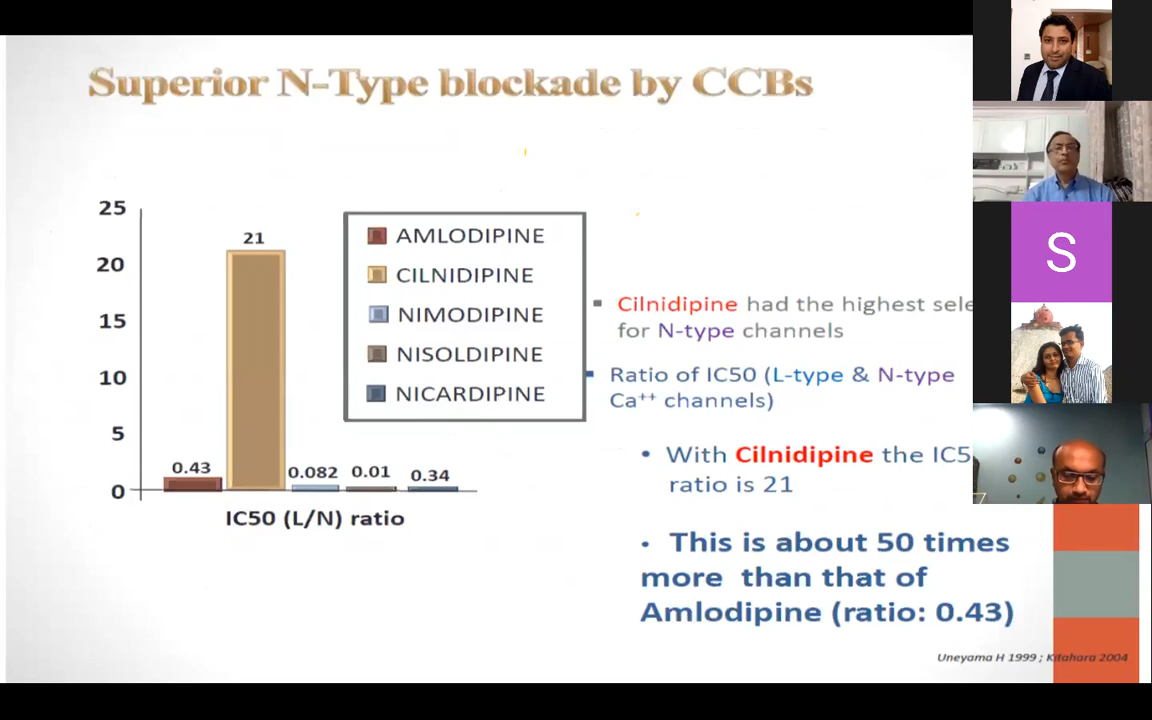 Superior N-Type blockade by CCBs
25
20
15
10
5
0
21
0.43
0.082
0.01
0.34
IC50 (L/N) ratio
AMLODIPINE
CILNIDIPINE
NIMODIPINE
NISOLDIPINE
NICARDIPINE
Cilnidipine had the highest
for N-type channels
Ratio of IC50 (L-type & N-type
Ca++ channels)
• With Cilnidipine the
ratio is 21
• This is about 50 times
more than that of
Amlodipine (ratio: 0.43)
Uneyama H 1999 ; Kitahara 2004
S